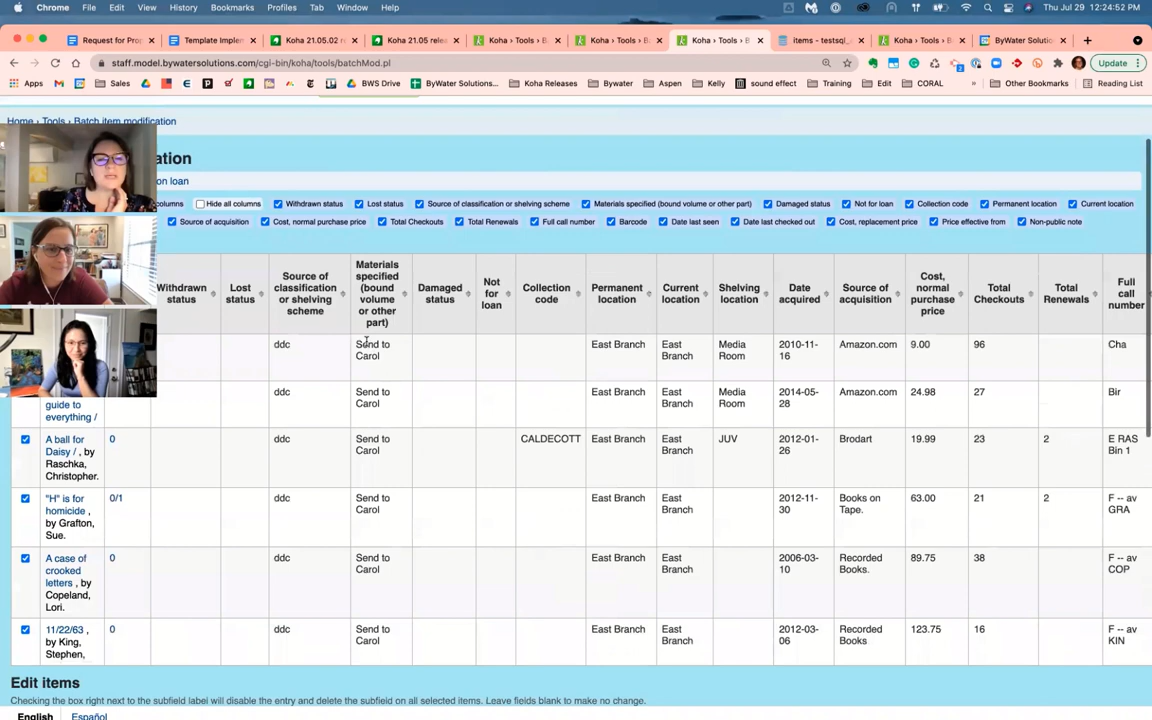 Chrome File Edit View History Bookmarks Profiles Tab Window Help Thu Jul 29 12:24:52
Request for Pro Template Implem Koha 21.05.02 r Koha 21.05 rele Koha › Tools › B Koha › Tools › B Koha › Tools › B items - testsql Koha › Tools › B ByWater Solutio
staff.model.bywatersolutions.com/cgi-bin/koha/tools/batchMod.pl Update
Apps Sales BWS Drive ByWater Solutions... Koha Releases Bywater Aspen Kelly sound effect Training Edit CORAL » Other Bookmarks Reading List
Home › Tools › Batch item modification
ation
on loan
columns Hide all columns Withdrawn status Lost status Source of classification or shelving scheme Materials specified (bound volume or other part) Damaged status Not for loan Collection code Permanent location Current location
Source of acquisition Cost, normal purchase price Total Checkouts Total Renewals Full call number Barcode Date last seen Date last checked out Cost, replacement price Price effective from Non-public note
Withdrawn status Lost status Source of classification or shelving scheme Materials specified (bound volume or other part) Damaged status Not for loan Collection code Permanent location Current location Shelving location Date acquired Source of acquisition Cost, normal purchase price Total Checkouts Total Renewals Full call number
ddc Send to Carol East Branch East Branch Media Room 2010-11-16 Amazon.com 9.00 96 Cha
guide to everything / ddc Send to Carol East Branch East Branch Media Room 2014-05-28 Amazon.com 24.98 27 Bir
A ball for Daisy / , by Raschka, Christopher. 0 ddc Send to Carol CALDECOTT East Branch East Branch JUV 2012-01-26 Brodart 19.99 23 2 E RAS Bin 1
"H" is for homicide , by Grafton, Sue. 0/1 ddc Send to Carol East Branch East Branch 2012-11-30 Books on Tape. 63.00 21 2 F -- av GRA
A case of crooked letters , by Copeland, Lori. 0 ddc Send to Carol East Branch East Branch 2006-03-10 Recorded Books. 89.75 38 F -- av COP
11/22/63 , by King, Stephen, 0 ddc Send to Carol East Branch East Branch 2012-03-06 Recorded Books 123.75 16 F -- av KIN
Edit items
Checking the box right next to the subfield label will disable the entry and delete the subfield on all selected items. Leave fields blank to make no change.
English Español